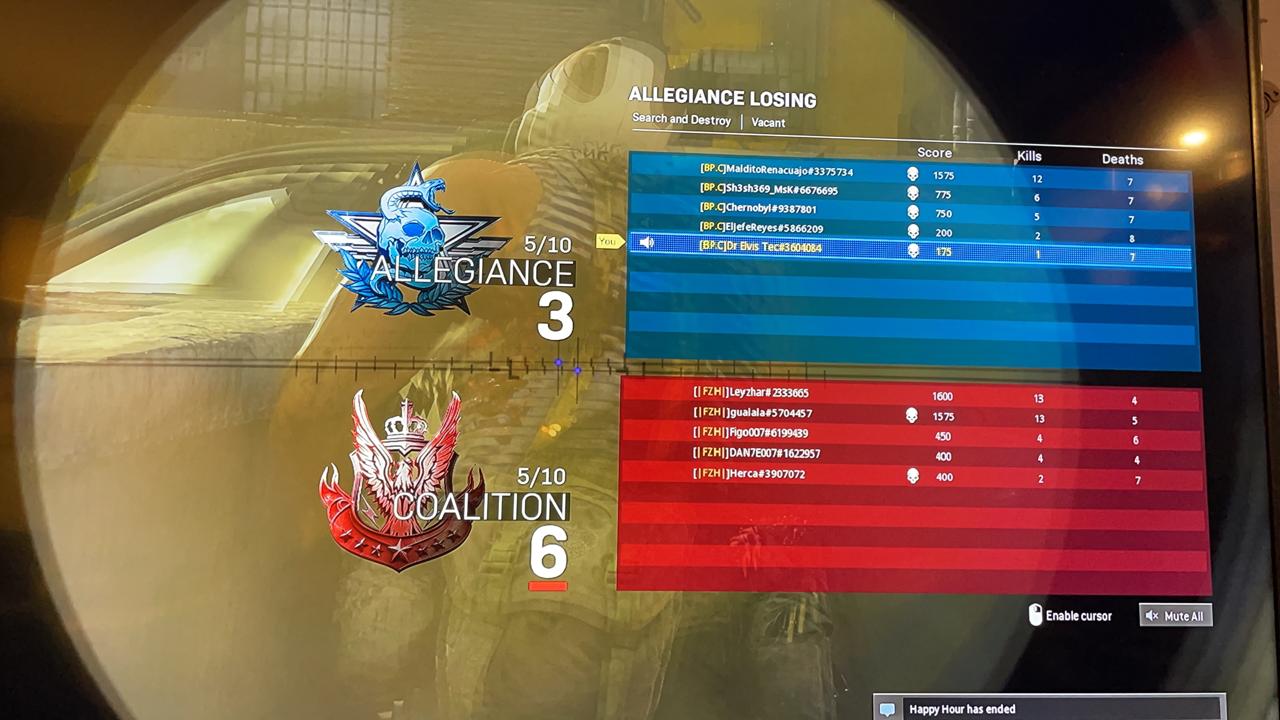 ALLEGIANCE LOSING
Search and Destroy | Vacant
Score Kills Deaths
[BP.C]MalditoRenacuajo#3375734 1575 12 7
[BP.C]Sh3sh369_MsK#6676695 775 6 7
[BP.C]Chernobyl#9387801 750 5 7
[BP.C]ElJefeReyes#5866209 200 2 8
You [BP.C]Dr Elvis Tec#3604084 175 1 7
5/10
ALLEGIANCE
3
[|FZH|]Leyzhar#2333665 1600 13 4
[|FZH|]gualala#5704457 1575 13 5
[|FZH|]Figo007#6199439 450 4 6
[|FZH|]DAN7E007#1622957 400 4 4
[|FZH|]Herca#3907072 400 2 7
5/10
COALITION
6
Enable cursor Mute All
Happy Hour has ended